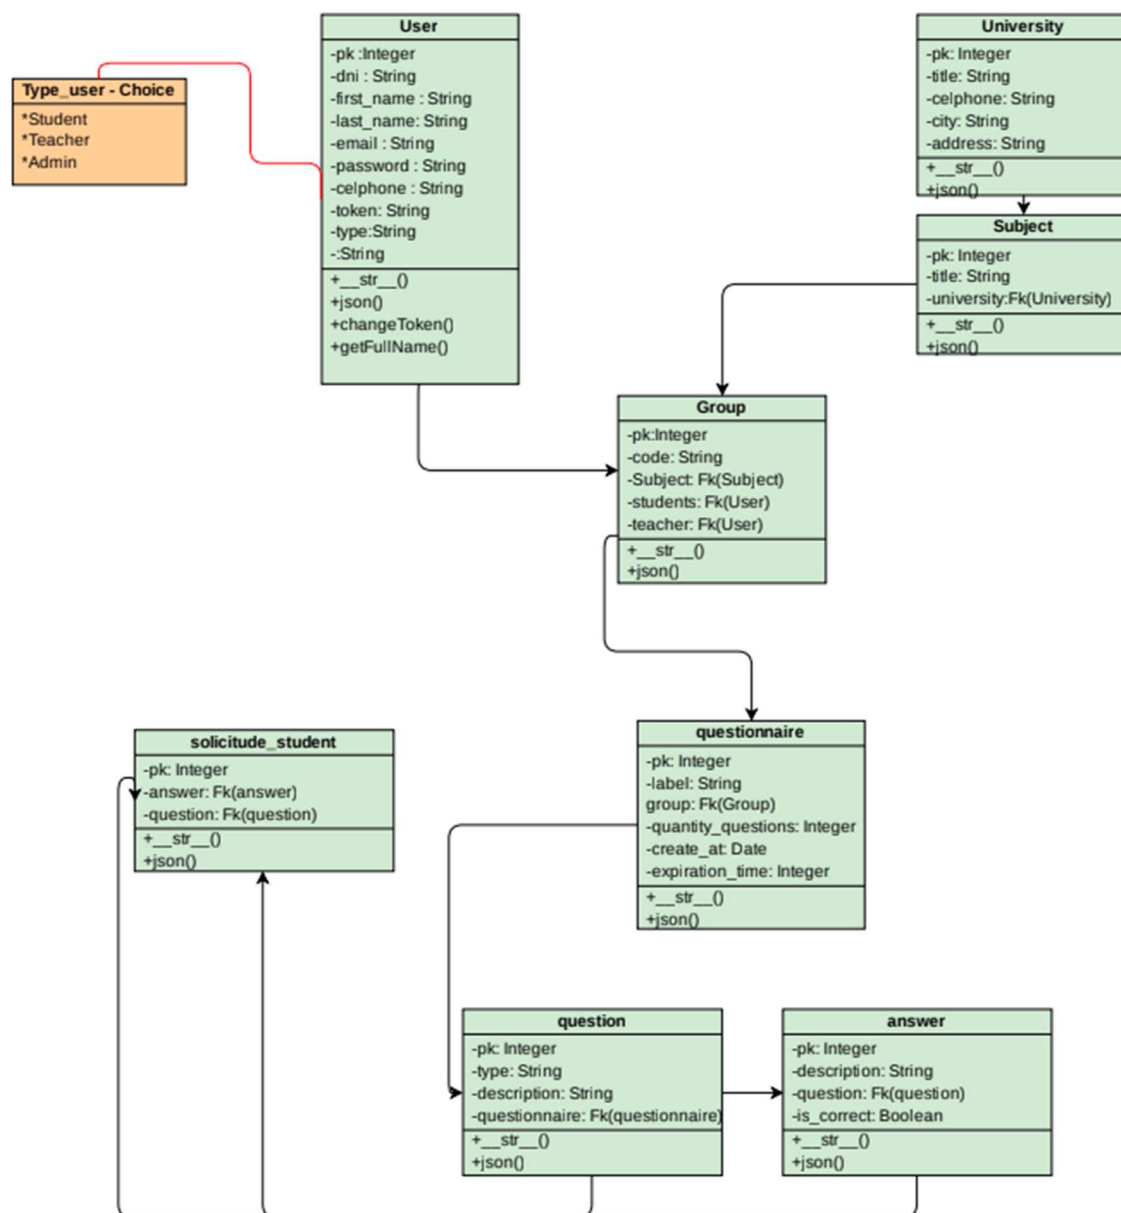 User
-pk :Integer
-dni : String
-first_name : String
-last_name: String
-email : String
-password : String
-celphone : String
-token: String
-type:String
-:String
+__str__()
+json()
+changeToken()
+getFullName()
University
-pk: Integer
-title: String
-celphone: String
-city: String
-address: String
+__str__()
+json()
Type_user - Choice
*Student
*Teacher
*Admin
Subject
-pk: Integer
-title: String
-university:Fk(University)
+__str__()
+json()
Group
-pk:Integer
-code: String
-Subject: Fk(Subject)
-students: Fk(User)
-teacher: Fk(User)
+__str__()
+json()
questionnaire
-pk: Integer
-label: String
group: Fk(Group)
-quantity_questions: Integer
-create_at: Date
-expiration_time: Integer
+__str__()
+json()
solicitude_student
-pk: Integer
-answer: Fk(answer)
-question: Fk(question)
+__str__()
+json()
question
-pk: Integer
-type: String
-description: String
-questionnaire: Fk(questionnaire)
+__str__()
+json()
answer
-pk: Integer
-description: String
-question: Fk(question)
-is_correct: Boolean
+__str__()
+json()